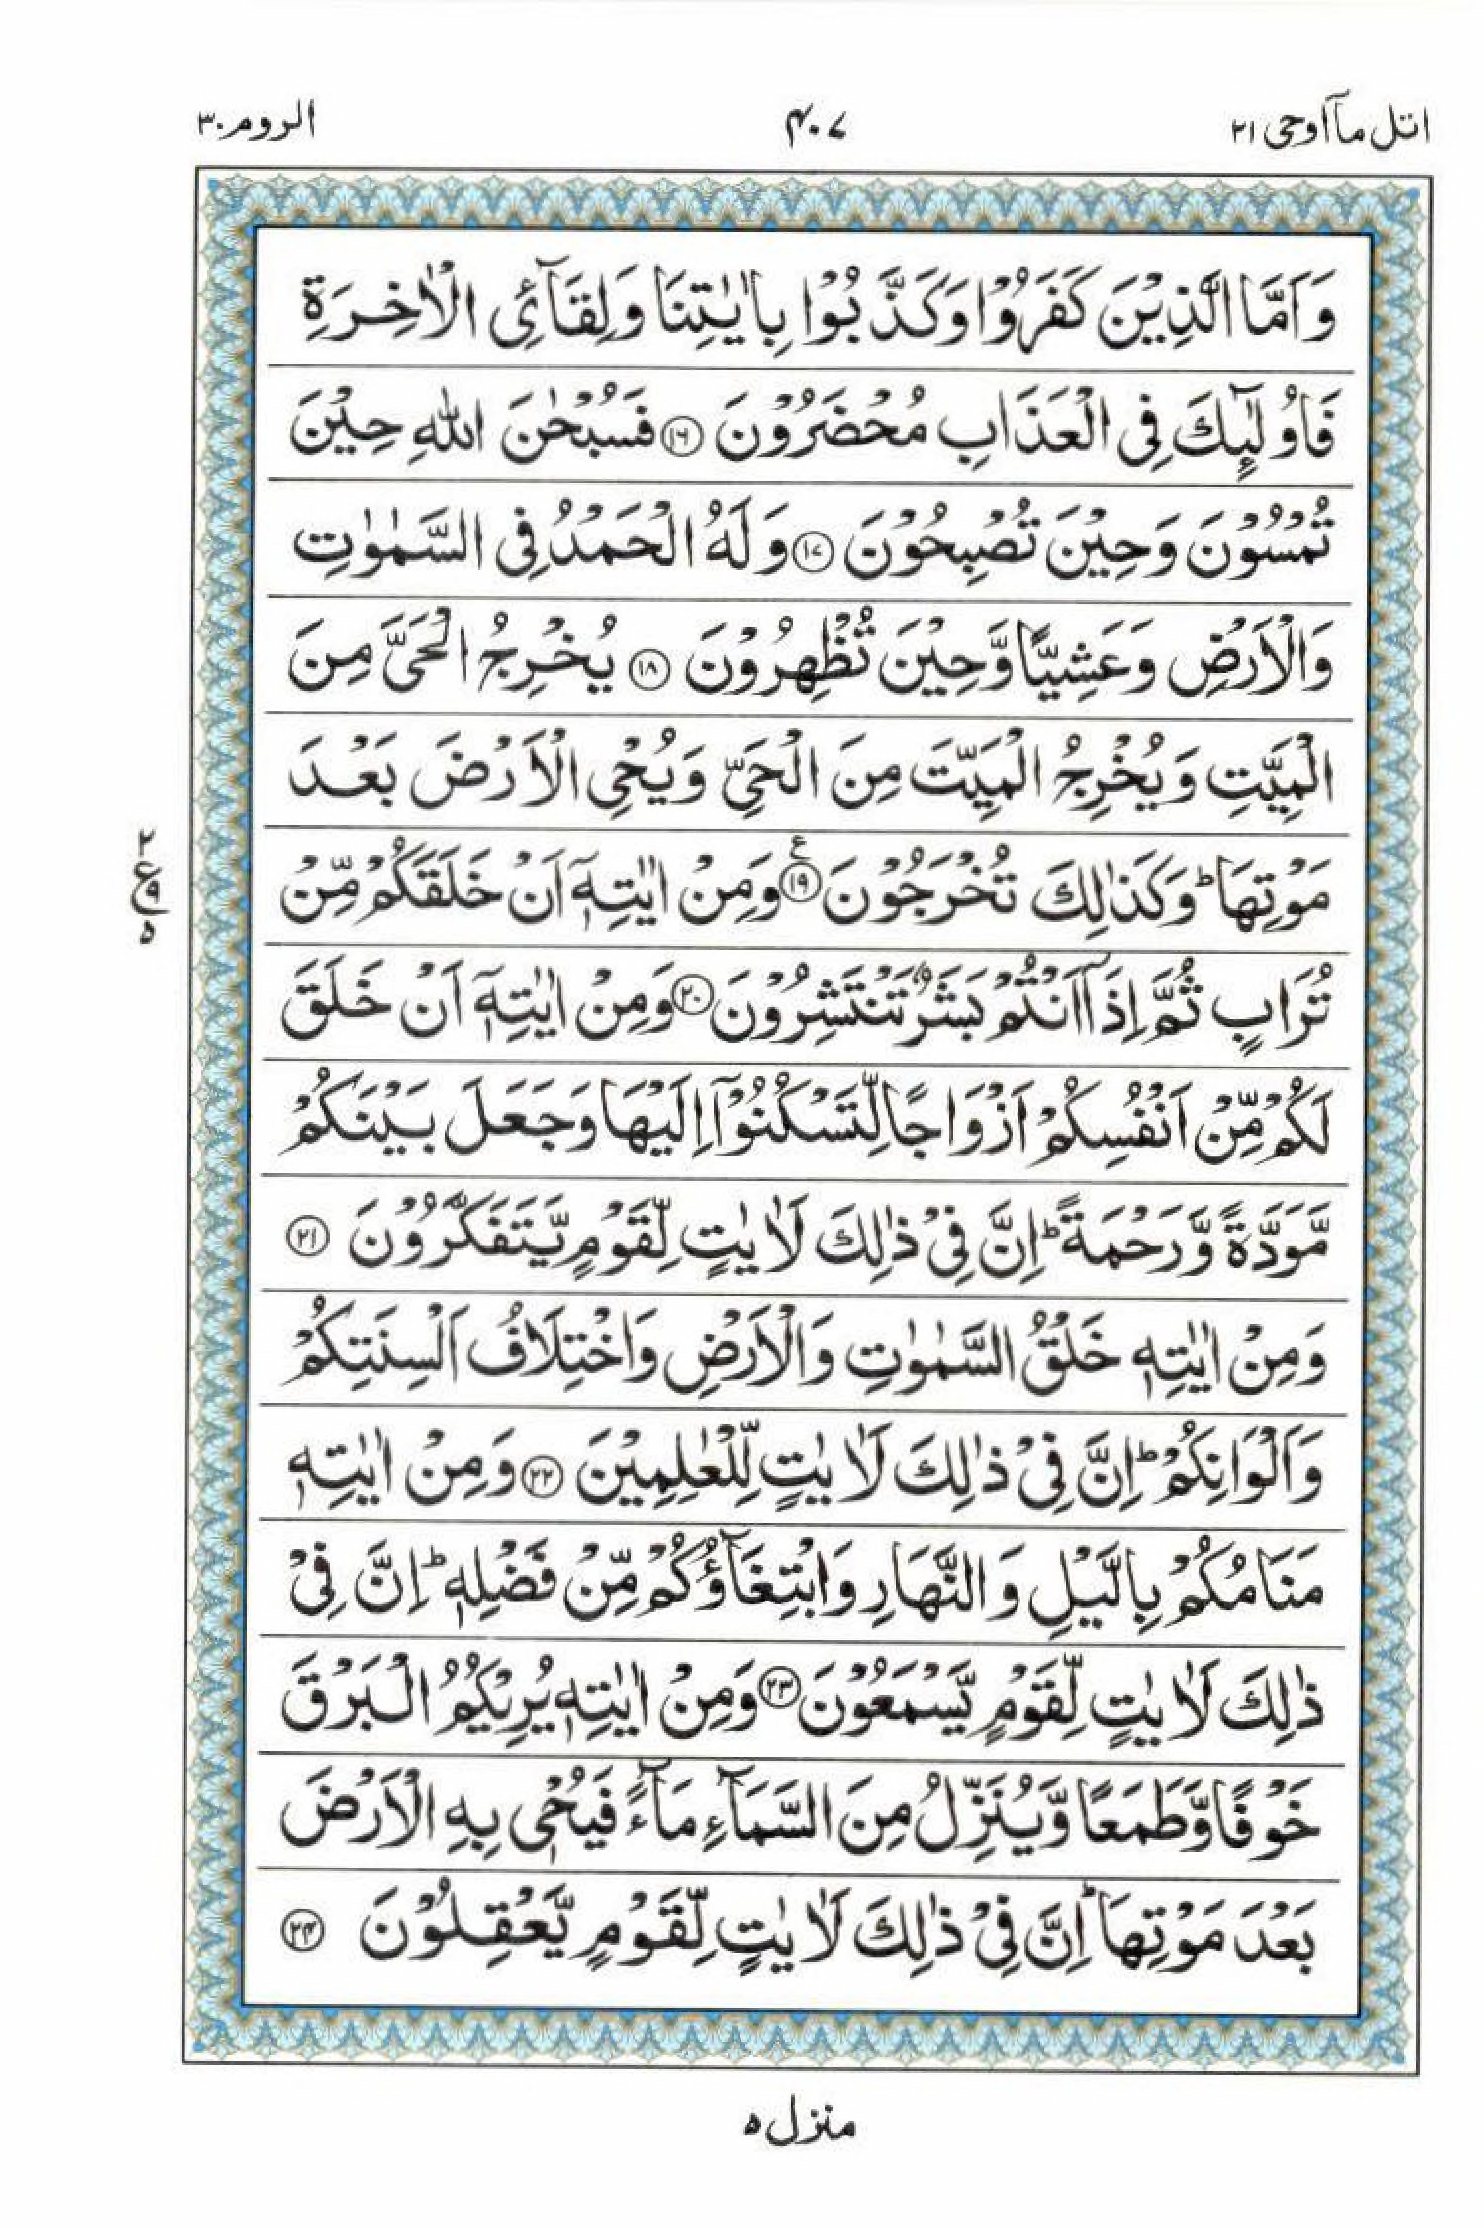 اتل ماۤ اوحی ۲۱
۴۰۷
الروم ۳۰
وَاَمَّا الَّذِیْنَ كَفَرُوْا وَكَذَّبُوْا بِاٰیٰتِنَا وَلِقَآئِ الْاٰخِرَةِ
فَاُولٰٓئِكَ فِی الْعَذَابِ مُحْضَرُوْنَ ۝۱۶ فَسُبْحٰنَ اللّٰهِ حِیْنَ
تُمْسُوْنَ وَحِیْنَ تُصْبِحُوْنَ ۝۱۷ وَلَهُ الْحَمْدُ فِی السَّمٰوٰتِ
وَالْاَرْضِ وَعَشِیًّا وَّحِیْنَ تُظْهِرُوْنَ ۝۱۸ یُخْرِجُ الْحَیَّ مِنَ
الْمَیِّتِ وَیُخْرِجُ الْمَیِّتَ مِنَ الْحَیِّ وَیُحْیِ الْاَرْضَ بَعْدَ
مَوْتِهَا ؕ وَكَذٰلِكَ تُخْرَجُوْنَ ۝۱۹ ع وَمِنْ اٰیٰتِهٖۤ اَنْ خَلَقَكُمْ مِّنْ
۲
ع
۹
۵
تُرَابٍ ثُمَّ اِذَاۤ اَنْتُمْ بَشَرٌ تَنْتَشِرُوْنَ ۝۲۰ وَمِنْ اٰیٰتِهٖۤ اَنْ خَلَقَ
لَكُمْ مِّنْ اَنْفُسِكُمْ اَزْوَاجًا لِّتَسْكُنُوْۤا اِلَیْهَا وَجَعَلَ بَیْنَكُمْ
مَّوَدَّةً وَّرَحْمَةً ؕ اِنَّ فِیْ ذٰلِكَ لَاٰیٰتٍ لِّقَوْمٍ یَّتَفَكَّرُوْنَ ۝۲۱
وَمِنْ اٰیٰتِهٖ خَلْقُ السَّمٰوٰتِ وَالْاَرْضِ وَاخْتِلَافُ اَلْسِنَتِكُمْ
وَاَلْوَانِكُمْ ؕ اِنَّ فِیْ ذٰلِكَ لَاٰیٰتٍ لِّلْعٰلِمِیْنَ ۝۲۲ وَمِنْ اٰیٰتِهٖ
مَنَامُكُمْ بِالَّیْلِ وَالنَّهَارِ وَابْتِغَآؤُكُمْ مِّنْ فَضْلِهٖ ؕ اِنَّ فِیْ
ذٰلِكَ لَاٰیٰتٍ لِّقَوْمٍ یَّسْمَعُوْنَ ۝۲۳ وَمِنْ اٰیٰتِهٖ یُرِیْكُمُ الْبَرْقَ
خَوْفًا وَّطَمَعًا وَّیُنَزِّلُ مِنَ السَّمَآءِ مَآءً فَیُحْیٖ بِهِ الْاَرْضَ
بَعْدَ مَوْتِهَا ؕ اِنَّ فِیْ ذٰلِكَ لَاٰیٰتٍ لِّقَوْمٍ یَّعْقِلُوْنَ ۝۲۴
منزل ۵